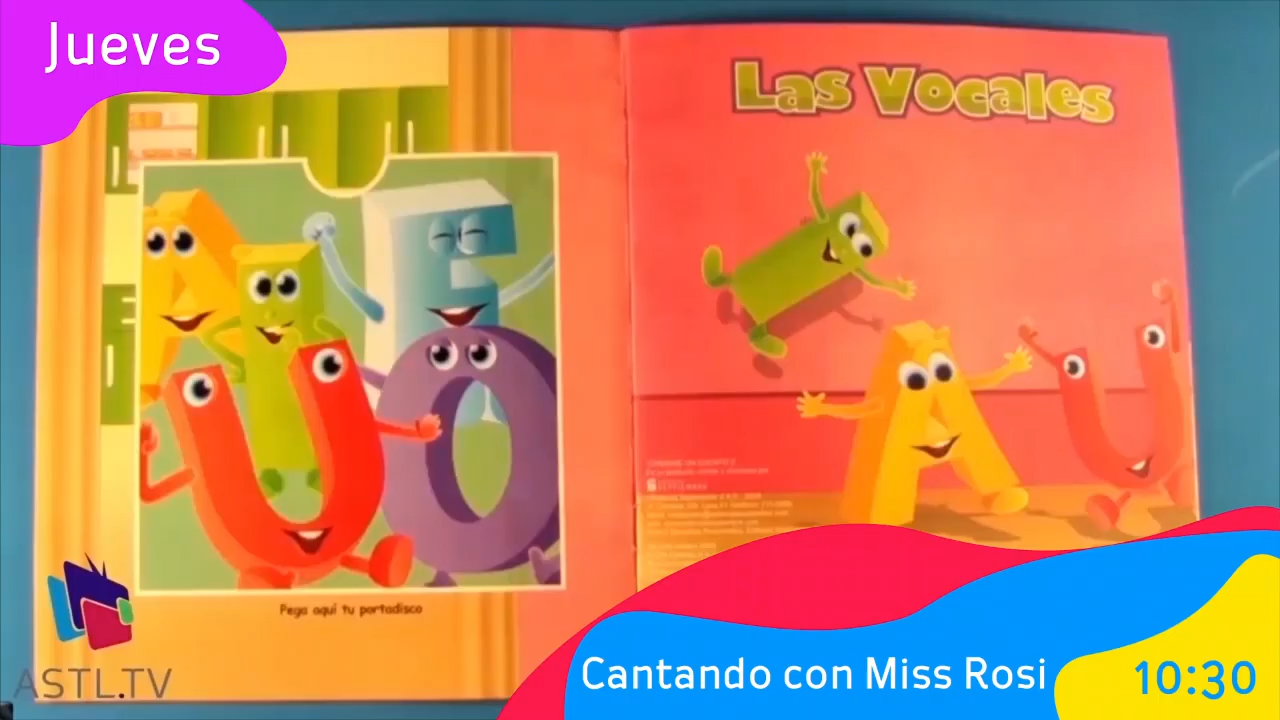 Jueves
Las Vocales
Pega aquí tu portadisco
ASTL.TV
Cantando con Miss Rosi
10:30